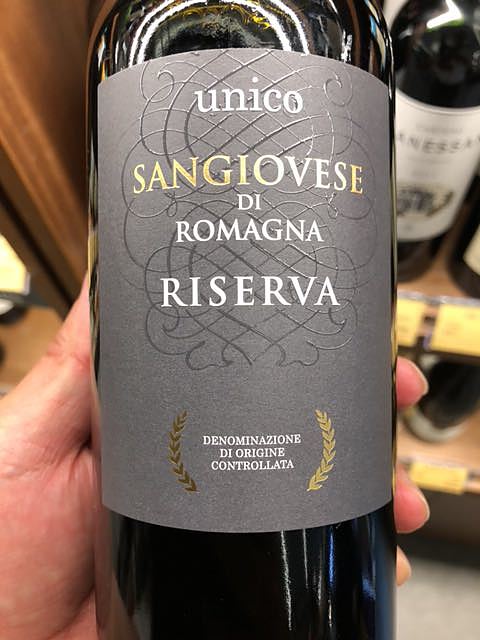 unico
SANGIOVESE
DI
ROMAGNA
RISERVA
DENOMINAZIONE
DI ORIGINE
CONTROLLATA